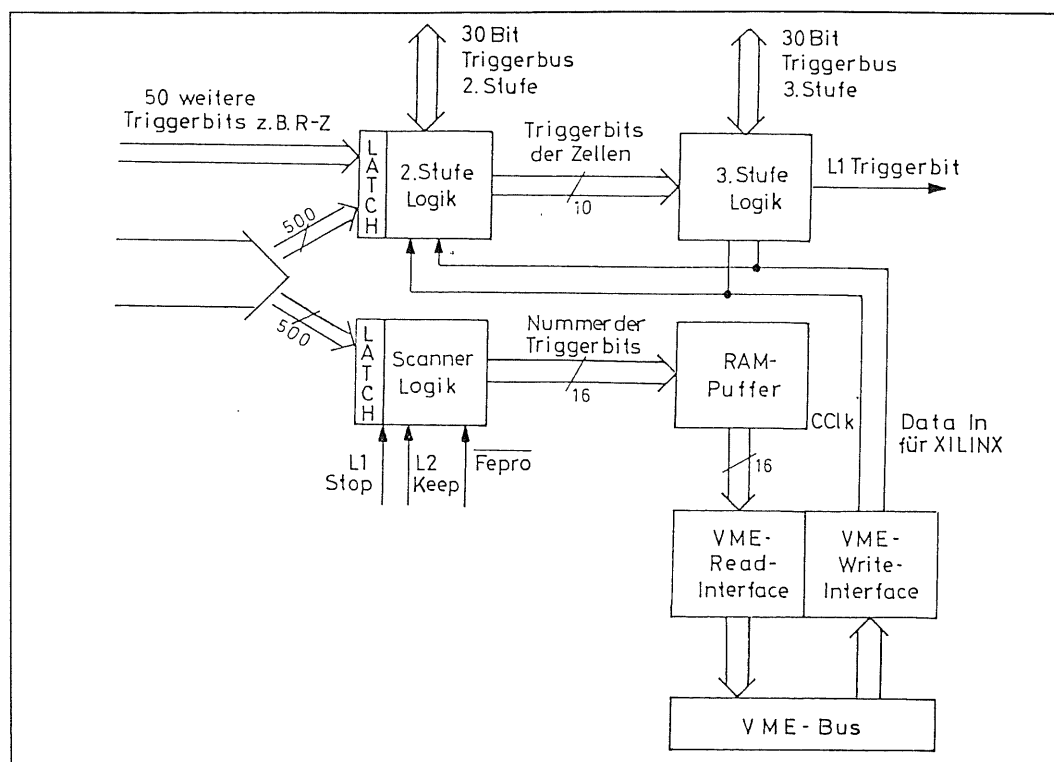 30 Bit
Triggerbus
2. Stufe
30 Bit
Triggerbus
3. Stufe
50 weitere
Triggerbits z.B. R-Z
LATCH
2. Stufe
Logik
Triggerbits
der Zellen
10
3. Stufe
Logik
L1 Triggerbit
500
500
LATCH
Scanner
Logik
Nummer der
Triggerbits
16
RAM-
Puffer
CClk
Data In
für XILINX
L1
Stop
L2
Keep
Fepro
16
VME-
Read-
Interface
VME-
Write-
Interface
VME-Bus